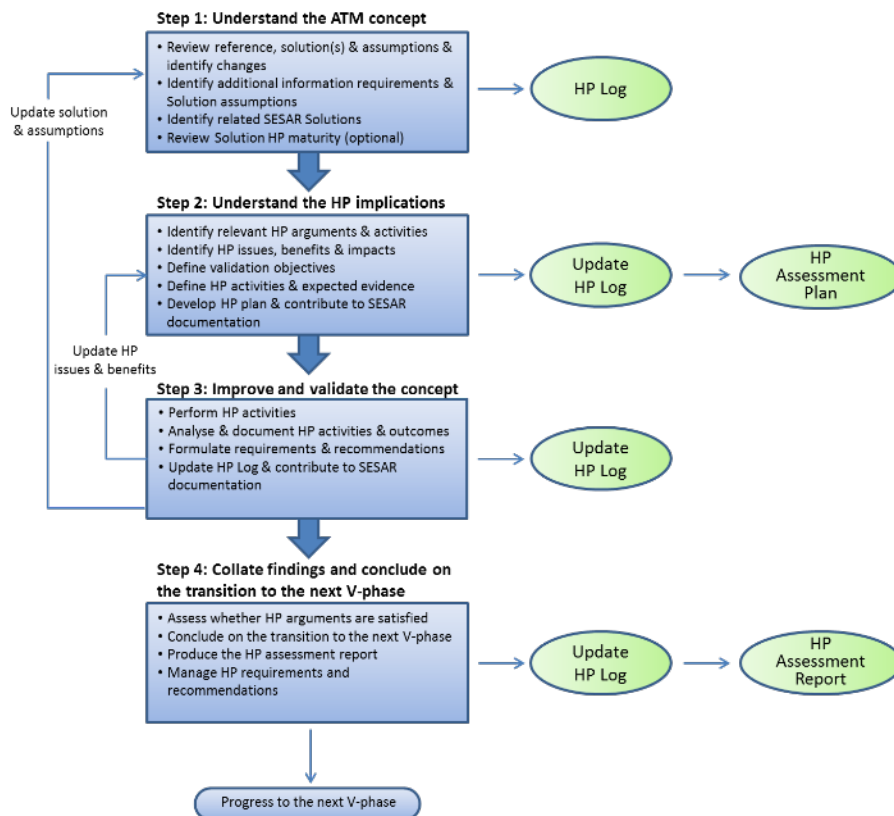 Step 1: Understand the ATM concept
• Review reference, solution(s) & assumptions &
identify changes
• Identify additional information requirements &
Solution assumptions
• Identify related SESAR Solutions
• Review Solution HP maturity (optional)
HP Log
Update solution
& assumptions
Step 2: Understand the HP implications
• Identify relevant HP arguments & activities
• Identify HP issues, benefits & impacts
• Define validation objectives
• Define HP activities & expected evidence
• Develop HP plan & contribute to SESAR
documentation
Update
HP Log
HP
Assessment
Plan
Update HP
issues & benefits
Step 3: Improve and validate the concept
• Perform HP activities
• Analyse & document HP activities & outcomes
• Formulate requirements & recommendations
• Update HP Log & contribute to SESAR
documentation
Update
HP Log
Step 4: Collate findings and conclude on
the transition to the next V-phase
• Assess whether HP arguments are satisfied
• Conclude on the transition to the next V-phase
• Produce the HP assessment report
• Manage HP requirements and
recommendations
Update
HP Log
HP
Assessment
Report
Progress to the next V-phase